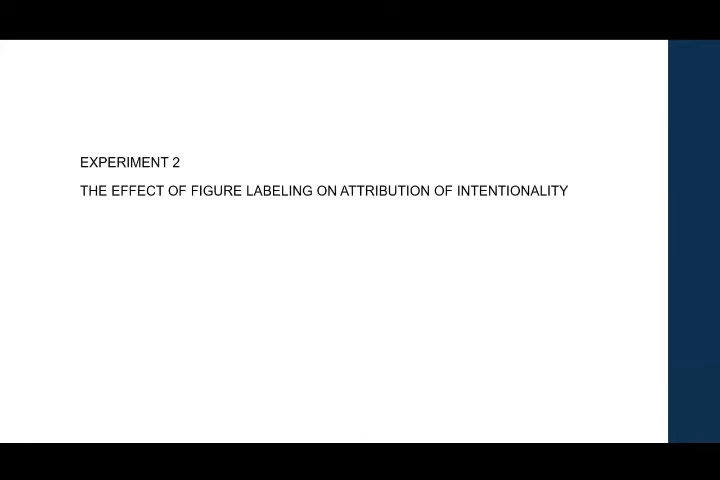 EXPERIMENT 2
THE EFFECT OF FIGURE LABELING ON ATTRIBUTION OF INTENTIONALITY